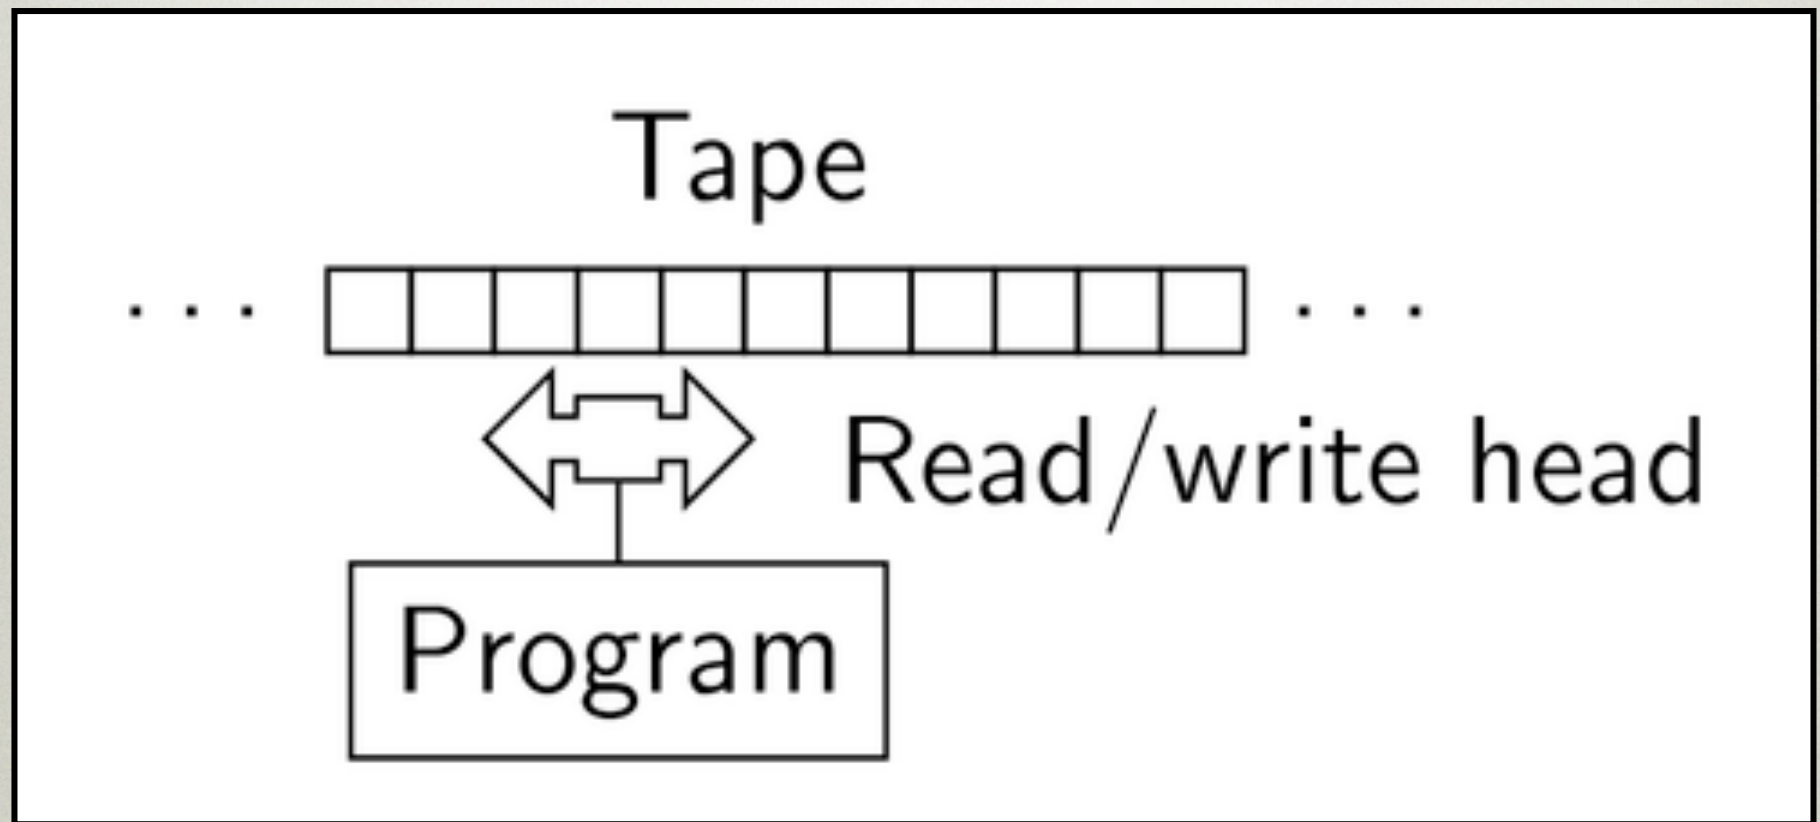 Tape
. . .
. . .
Read/write head
Program